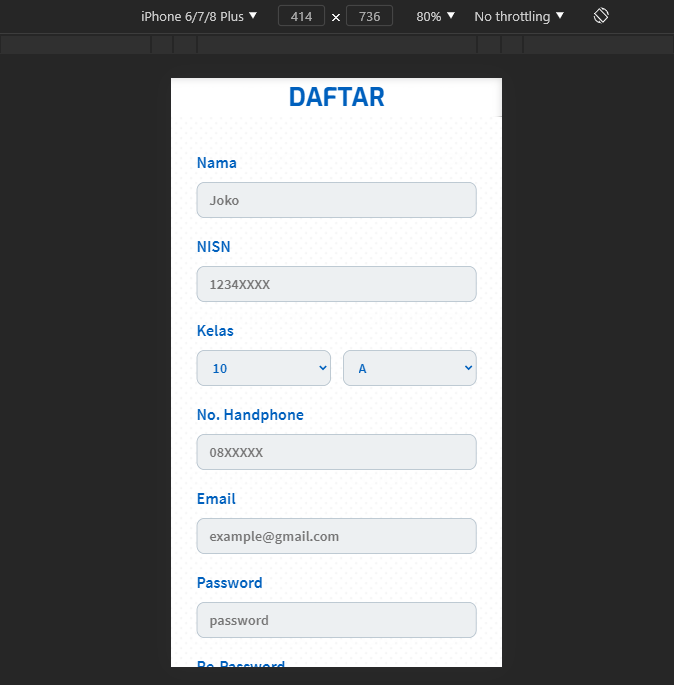 iPhone 6/7/8 Plus ▼ 414 x 736 80% ▼ No throttling ▼
DAFTAR
Nama
Joko
NISN
1234XXXX
Kelas
10 A
No. Handphone
08XXXXX
Email
example@gmail.com
Password
password
Re-Password